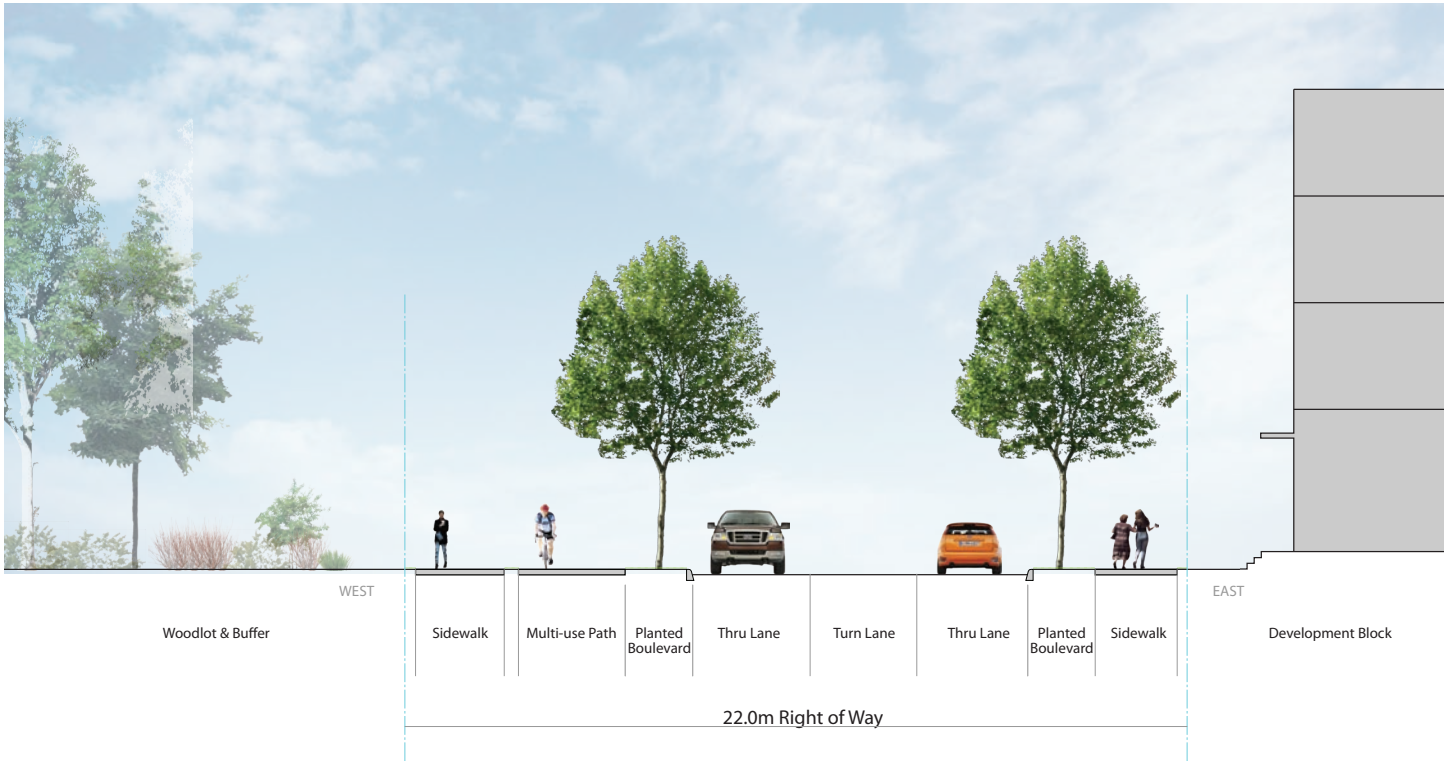 WEST
EAST
Woodlot & Buffer
Sidewalk
Multi-use Path
Planted
Boulevard
Thru Lane
Turn Lane
Thru Lane
Planted
Boulevard
Sidewalk
Development Block
22.0m Right of Way